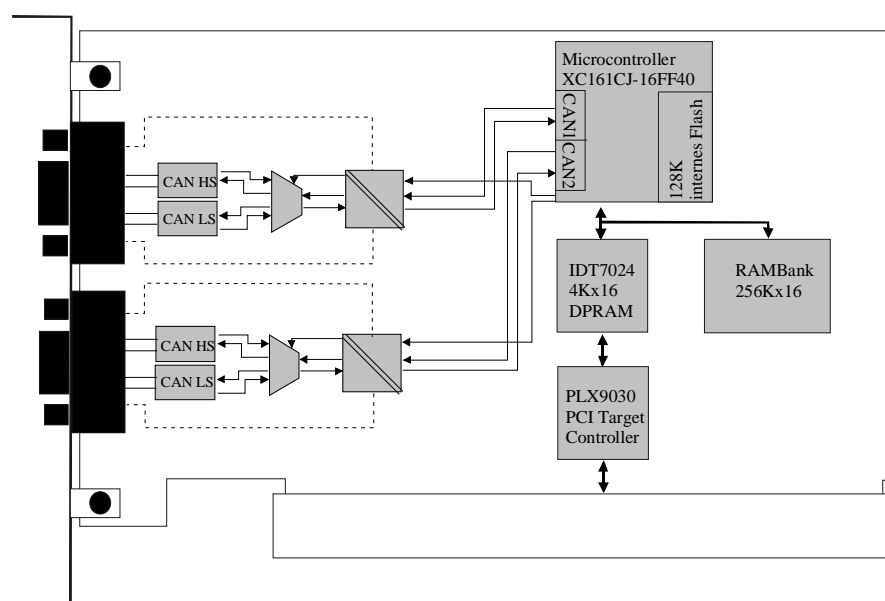 Microcontroller
XC161CJ-16FF40
CAN1
CAN2
128K
internes Flash
CAN HS
CAN LS
IDT7024
4Kx16
DPRAM
RAMBank
256Kx16
CAN HS
CAN LS
PLX9030
PCI Target
Controller